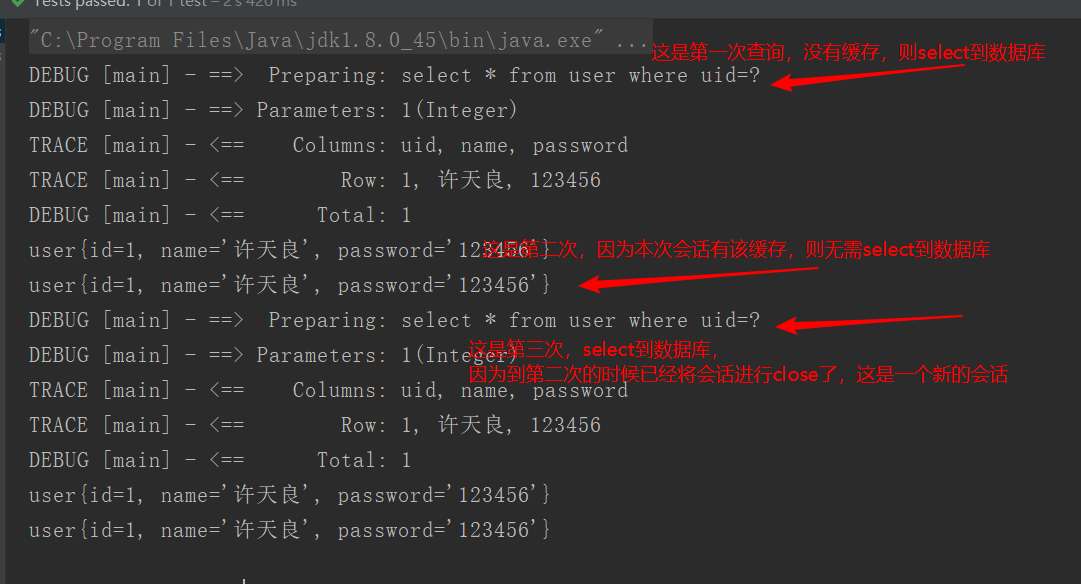 Tests passed: 1 of 1 test – 2 s 420 ms
"C:\Program Files\Java\jdk1.8.0_45\bin\java.exe" ...
这是第一次查询，没有缓存，则select到数据库
DEBUG [main] - ==>  Preparing: select * from user where uid=?
DEBUG [main] - ==> Parameters: 1(Integer)
TRACE [main] - <==    Columns: uid, name, password
TRACE [main] - <==        Row: 1, 许天良, 123456
DEBUG [main] - <==      Total: 1
user{id=1, name='许天良', password='123456'}
这是第二次，因为本次会话有该缓存，则无需select到数据库
user{id=1, name='许天良', password='123456'}
DEBUG [main] - ==>  Preparing: select * from user where uid=?
DEBUG [main] - ==> Parameters: 1(Integer)
这是第三次，select到数据库，
因为到第二次的时候已经将会话进行close了，这是一个新的会话
TRACE [main] - <==    Columns: uid, name, password
TRACE [main] - <==        Row: 1, 许天良, 123456
DEBUG [main] - <==      Total: 1
user{id=1, name='许天良', password='123456'}
user{id=1, name='许天良', password='123456'}